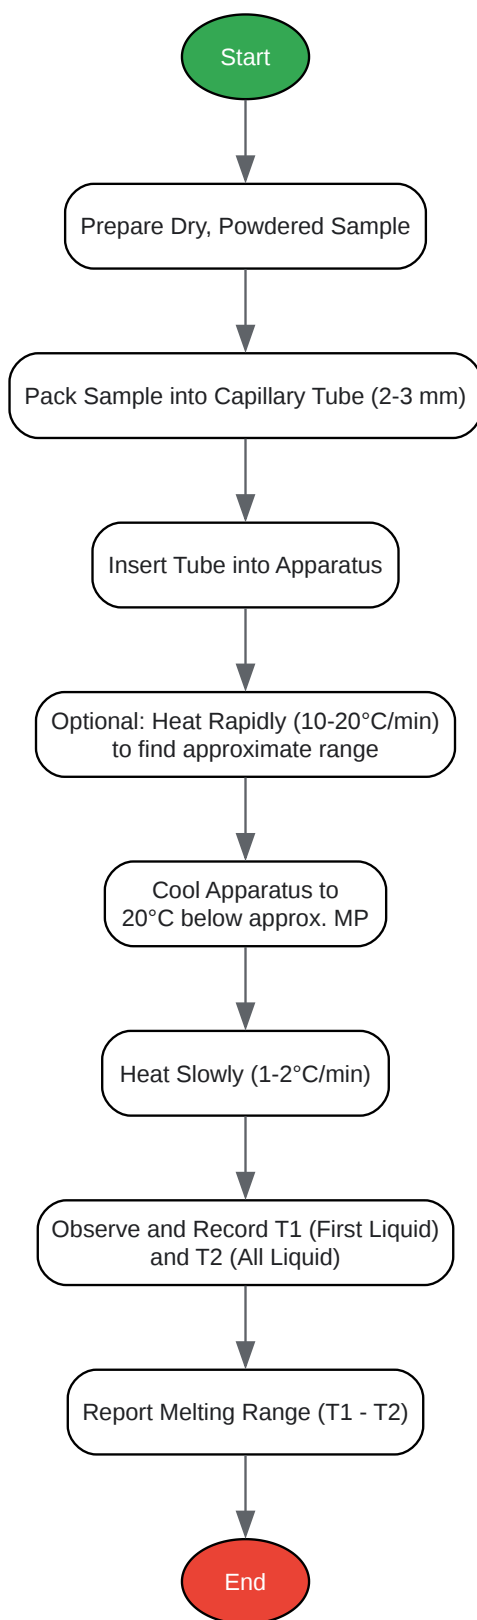 Start
Prepare Dry, Powdered Sample
Pack Sample into Capillary Tube (2-3 mm)
Insert Tube into Apparatus
Optional: Heat Rapidly (10-20°C/min)
to find approximate range
Cool Apparatus to
20°C below approx. MP
Heat Slowly (1-2°C/min)
Observe and Record T1 (First Liquid)
and T2 (All Liquid)
Report Melting Range (T1 - T2)
End